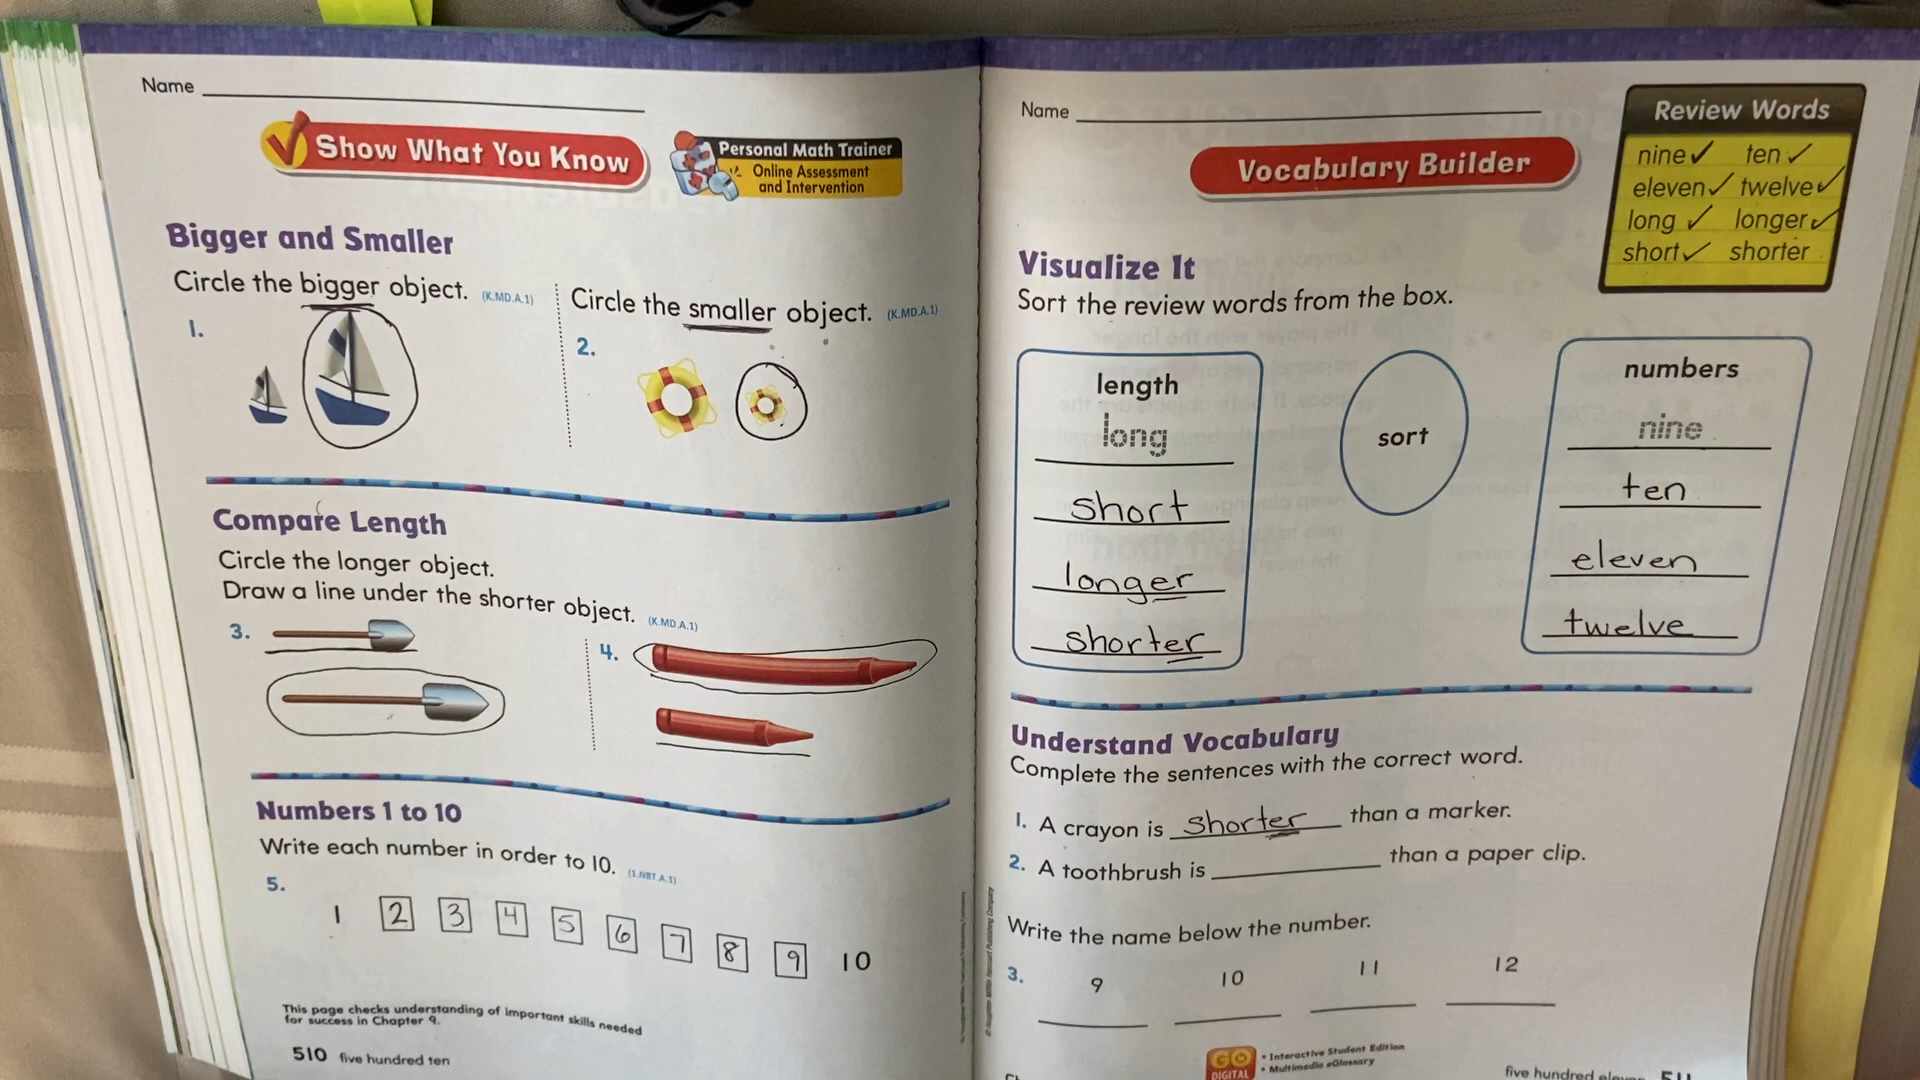 Name
Show What You Know
Personal Math Trainer
Online Assessment
and Intervention
Bigger and Smaller
Circle the bigger object. (K.MD.A.1)
1.
Circle the smaller object. (K.MD.A.1)
2.
Compare Length
Circle the longer object.
Draw a line under the shorter object. (K.MD.A.1)
3.
4.
Numbers 1 to 10
Write each number in order to 10. (1.NBT.A.1)
5.
1 2 3 4 5 6 7 8 9 10
This page checks understanding of important skills needed
for success in Chapter 9.
510 five hundred ten
Name
Vocabulary Builder
Review Words
nine✓ ten✓
eleven✓ twelve✓
long ✓ longer✓
short✓ shorter
Visualize It
Sort the review words from the box.
length
long
short
longer
shorter
sort
numbers
nine
ten
eleven
twelve
Understand Vocabulary
Complete the sentences with the correct word.
1. A crayon is shorter than a marker.
2. A toothbrush is than a paper clip.
Write the name below the number.
3. 9 10 11 12
GO
DIGITAL
• Interactive Student Edition
• Multimedia eGlossary
five hundred eleven